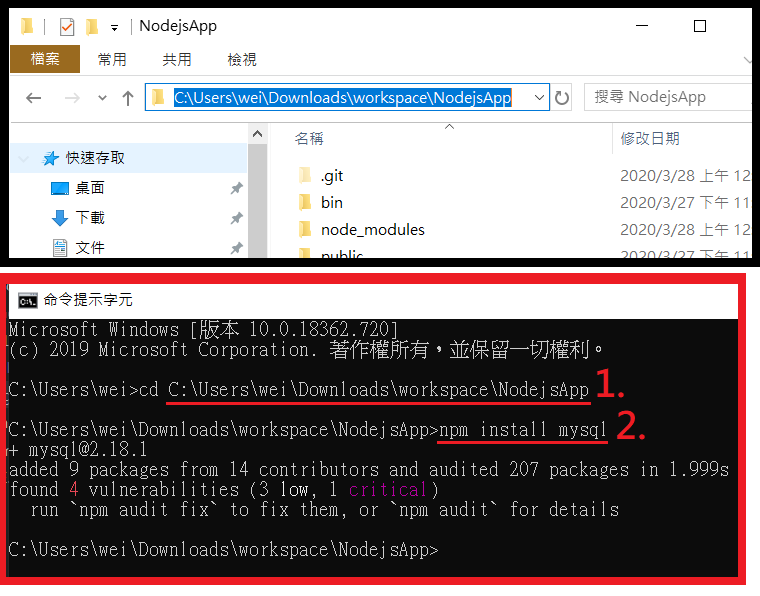 NodejsApp
檔案 常用 共用 檢視
C:\Users\wei\Downloads\workspace\NodejsApp 搜尋 NodejsApp
名稱 修改日期
快速存取
桌面
下載
文件
.git 2020/3/28 上午 12
bin 2020/3/27 下午 11
node_modules 2020/3/28 上午 12
public 2020/3/27 下午 11
命令提示字元
Microsoft Windows [版本 10.0.18362.720]
(c) 2019 Microsoft Corporation. 著作權所有，並保留一切權利。
C:\Users\wei>cd C:\Users\wei\Downloads\workspace\NodejsApp 1.
C:\Users\wei\Downloads\workspace\NodejsApp>npm install mysql 2.
+ mysql@2.18.1
added 9 packages from 14 contributors and audited 207 packages in 1.999s
found 4 vulnerabilities (3 low, 1 critical)
run `npm audit fix` to fix them, or `npm audit` for details
C:\Users\wei\Downloads\workspace\NodejsApp>